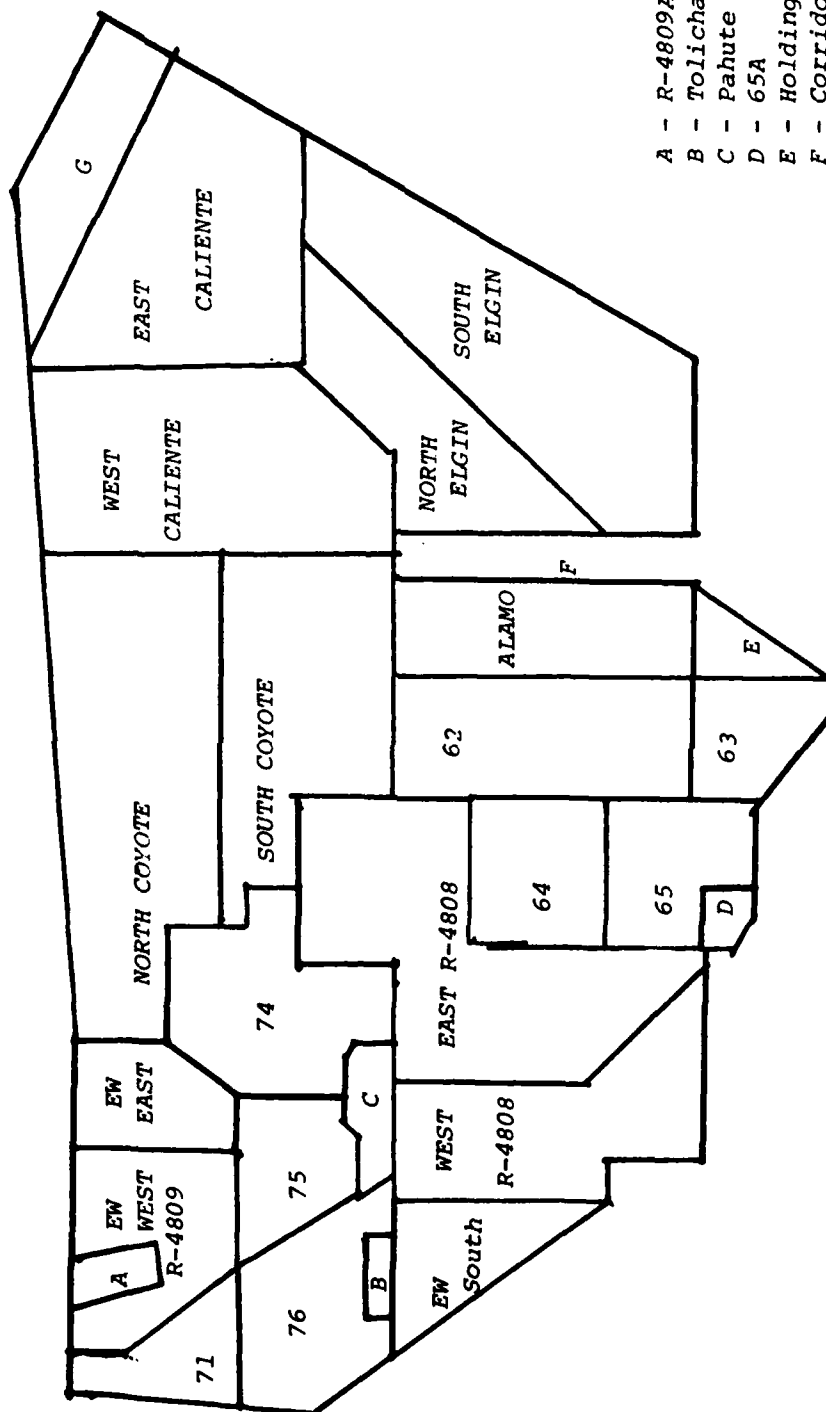 G
EAST
CALIENTE
WEST
CALIENTE
SOUTH
ELGIN
NORTH
ELGIN
NORTH COYOTE
SOUTH COYOTE
F
ALAMO
E
62
63
EAST R-4808
64
65
D
74
EW
EAST
C
75
WEST
R-4808
EW
WEST
R-4809
A
71
76
B
EW
South
A - R-4809A
B - Tolicha
C - Pahute
D - 65A
E - Holding
F - Corrido